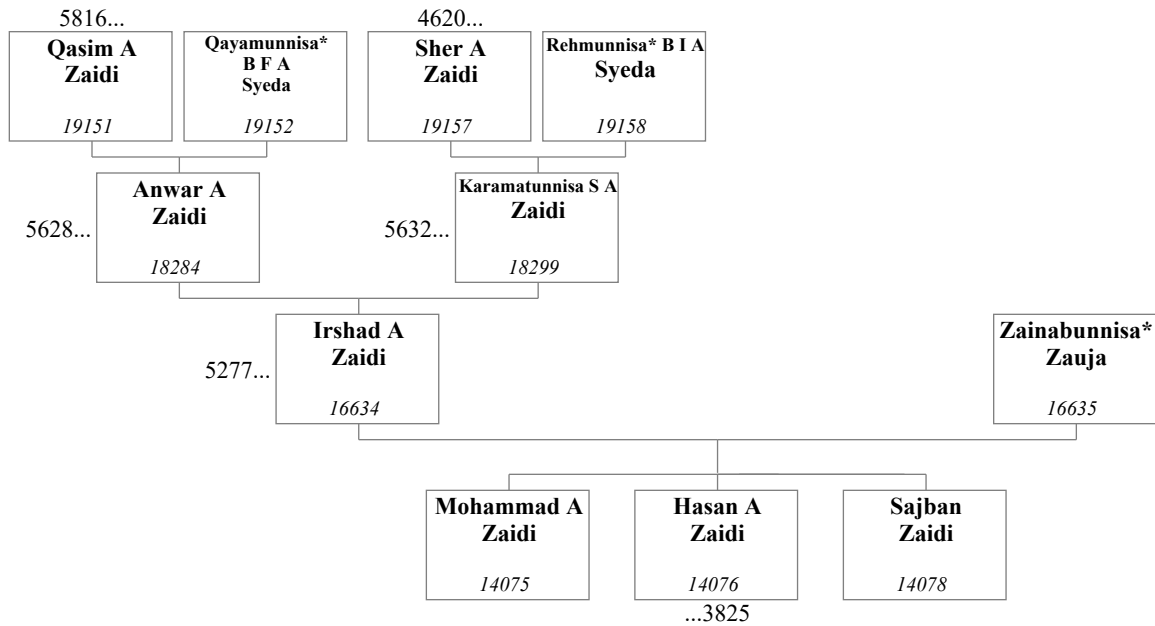 5816...
4620...
Qasim A
Zaidi
19151
Qayamunnisa*
B F A
Syeda
19152
Sher A
Zaidi
19157
Rehmunnisa* B I A
Syeda
19158
5628...
Anwar A
Zaidi
18284
5632...
Karamatunnisa S A
Zaidi
18299
5277...
Irshad A
Zaidi
16634
Zainabunnisa*
Zauja
16635
Mohammad A
Zaidi
14075
Hasan A
Zaidi
14076
Sajban
Zaidi
14078
...3825